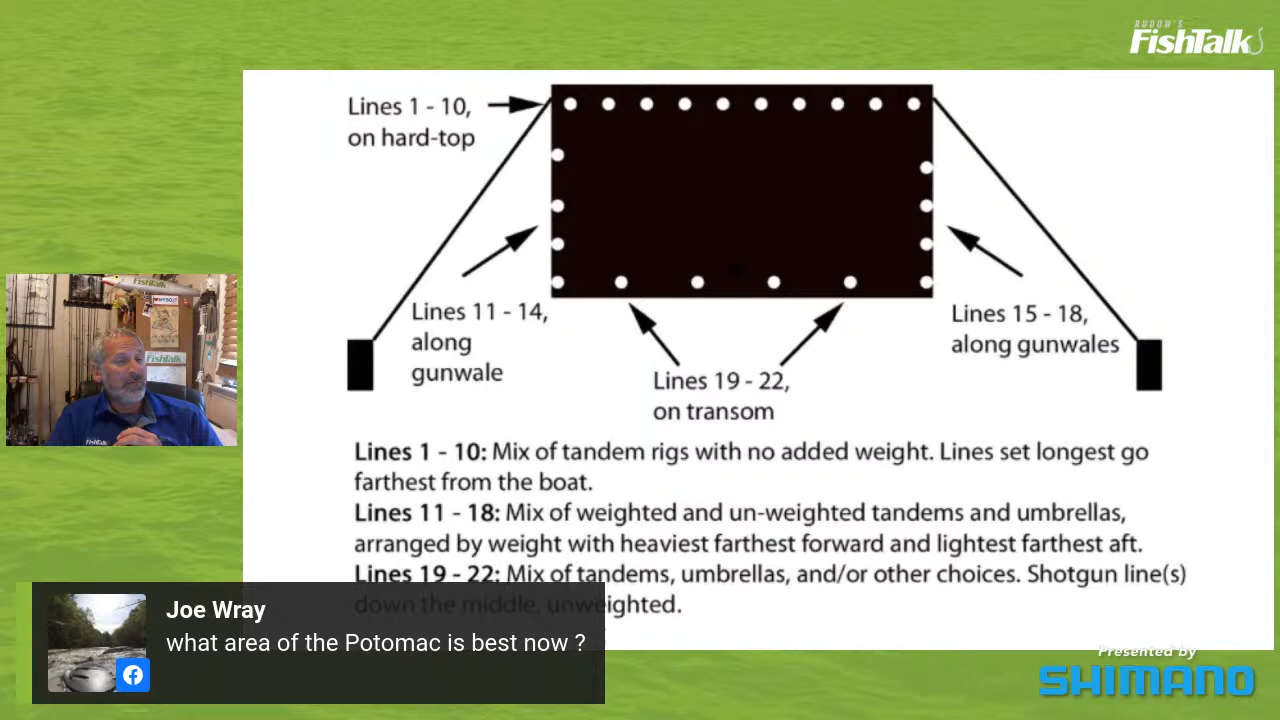 RUDOW'S
FishTalk
Lines 1 - 10,
on hard-top
Lines 11 - 14,
along
gunwale
Lines 15 - 18,
along gunwales
Lines 19 - 22,
on transom
Lines 1 - 10: Mix of tandem rigs with no added weight. Lines set longest go
farthest from the boat.
Lines 11 - 18: Mix of weighted and un-weighted tandems and umbrellas,
arranged by weight with heaviest farthest forward and lightest farthest aft.
Lines 19 - 22: Mix of tandems, umbrellas, and/or other choices. Shotgun line(s)
down the middle, unweighted.
FishTalk
FishTalk
FishTalk
Joe Wray
what area of the Potomac is best now ?
Presented by
SHIMANO